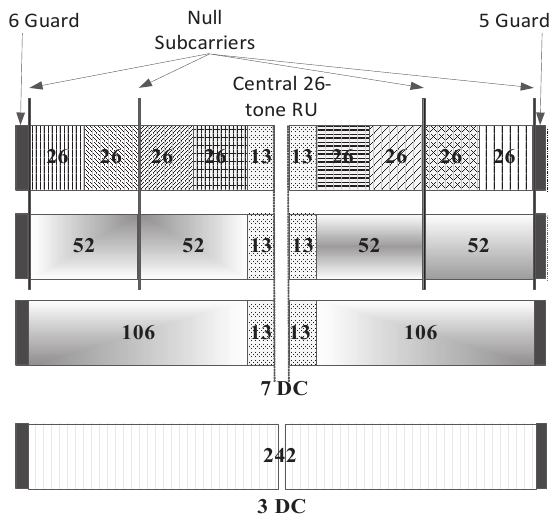 6 Guard
Null
Subcarriers
5 Guard
Central 26-
tone RU
26 26 26 26 13 13 26 26 26 26
52 52 13 13 52 52
106 13 13 106
7 DC
242
3 DC